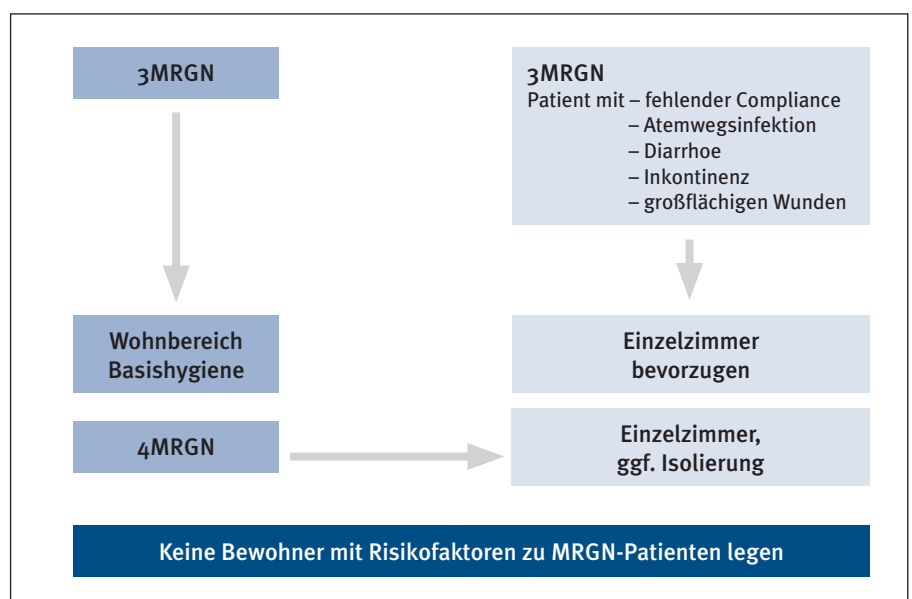 3MRGN
3MRGN
Patient mit – fehlender Compliance
– Atemwegsinfektion
– Diarrhoe
– Inkontinenz
– großflächigen Wunden
Wohnbereich
Basishygiene
Einzelzimmer
bevorzugen
4MRGN
Einzelzimmer,
ggf. Isolierung
Keine Bewohner mit Risikofaktoren zu MRGN-Patienten legen